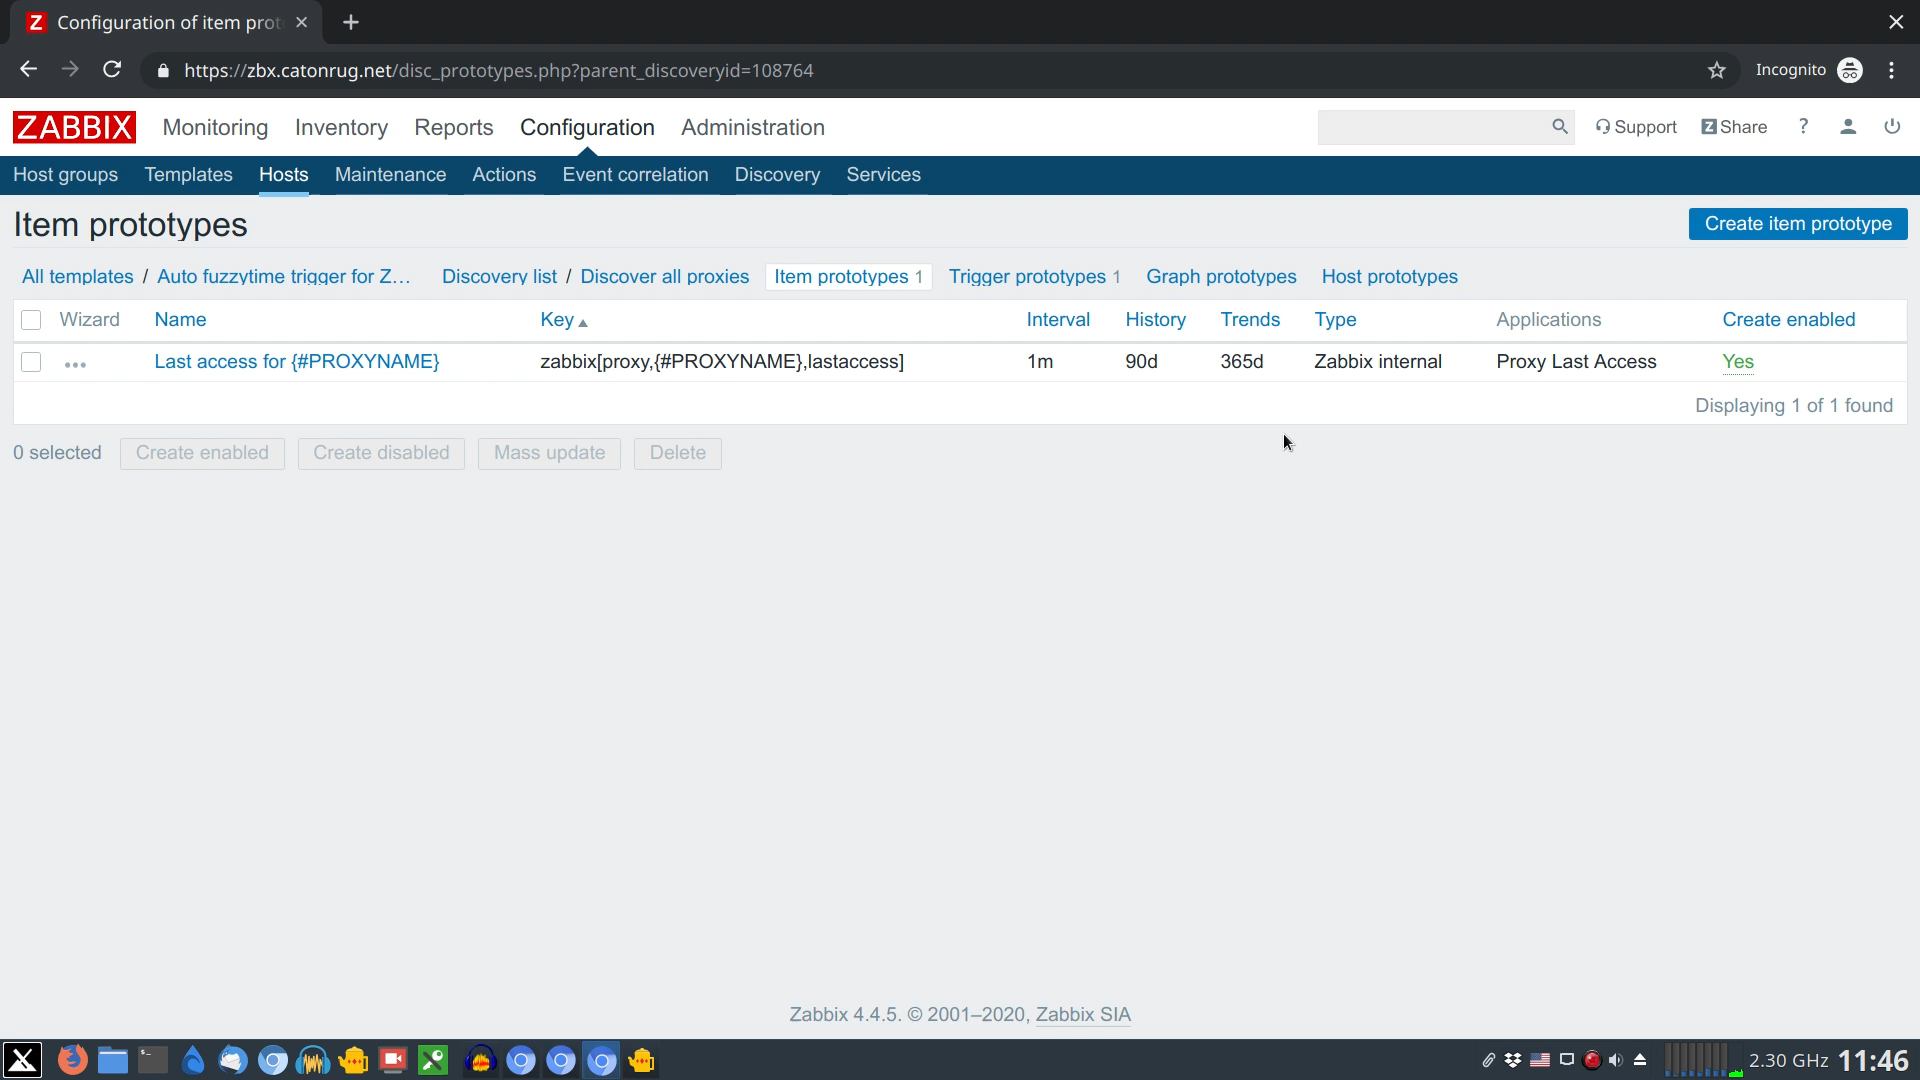 Z Configuration of item prot
https://zbx.catonrug.net/disc_prototypes.php?parent_discoveryid=108764
Incognito
ZABBIX Monitoring Inventory Reports Configuration Administration
Support Z Share ?
Host groups Templates Hosts Maintenance Actions Event correlation Discovery Services
Item prototypes
Create item prototype
All templates / Auto fuzzytime trigger for Z... Discovery list / Discover all proxies Item prototypes 1 Trigger prototypes 1 Graph prototypes Host prototypes
Wizard Name Key Interval History Trends Type Applications Create enabled
Last access for {#PROXYNAME} zabbix[proxy,{#PROXYNAME},lastaccess] 1m 90d 365d Zabbix internal Proxy Last Access Yes
Displaying 1 of 1 found
0 selected Create enabled Create disabled Mass update Delete
Zabbix 4.4.5. © 2001–2020, Zabbix SIA
2.30 GHz 11:46